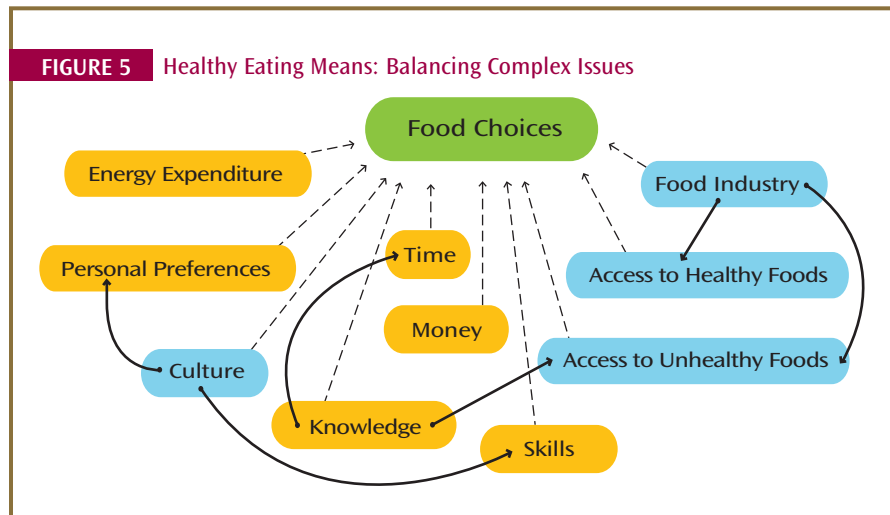 FIGURE 5 Healthy Eating Means: Balancing Complex Issues
Food Choices
Energy Expenditure
Food Industry
Personal Preferences
Time
Access to Healthy Foods
Money
Culture
Access to Unhealthy Foods
Knowledge
Skills